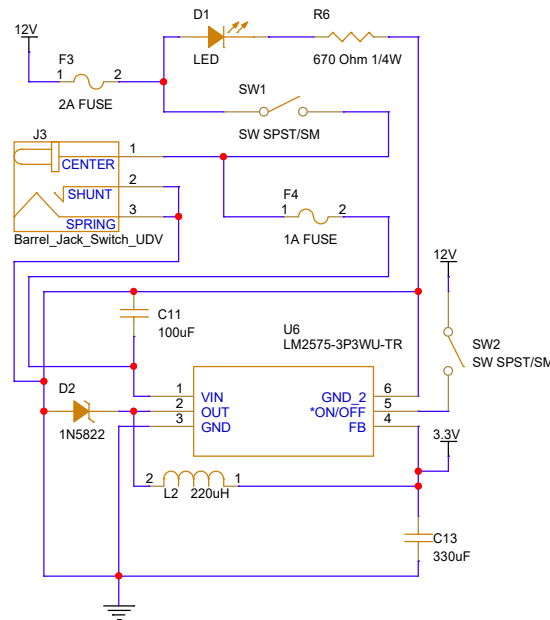 D1
R6
12V
F3
1
2
LED
670 Ohm 1/4W
2A FUSE
SW1
SW SPST/SM
J3
1
CENTER
2
SHUNT
3
SPRING
Barrel_Jack_Switch_UDV
F4
1
2
1A FUSE
12V
C11
100uF
U6
LM2575-3P3WU-TR
SW2
SW SPST/SM
D2
1N5822
1
VIN
2
OUT
3
GND
GND_2
6
*ON/OFF
5
FB
4
3.3V
2
1
L2
220uH
C13
330uF